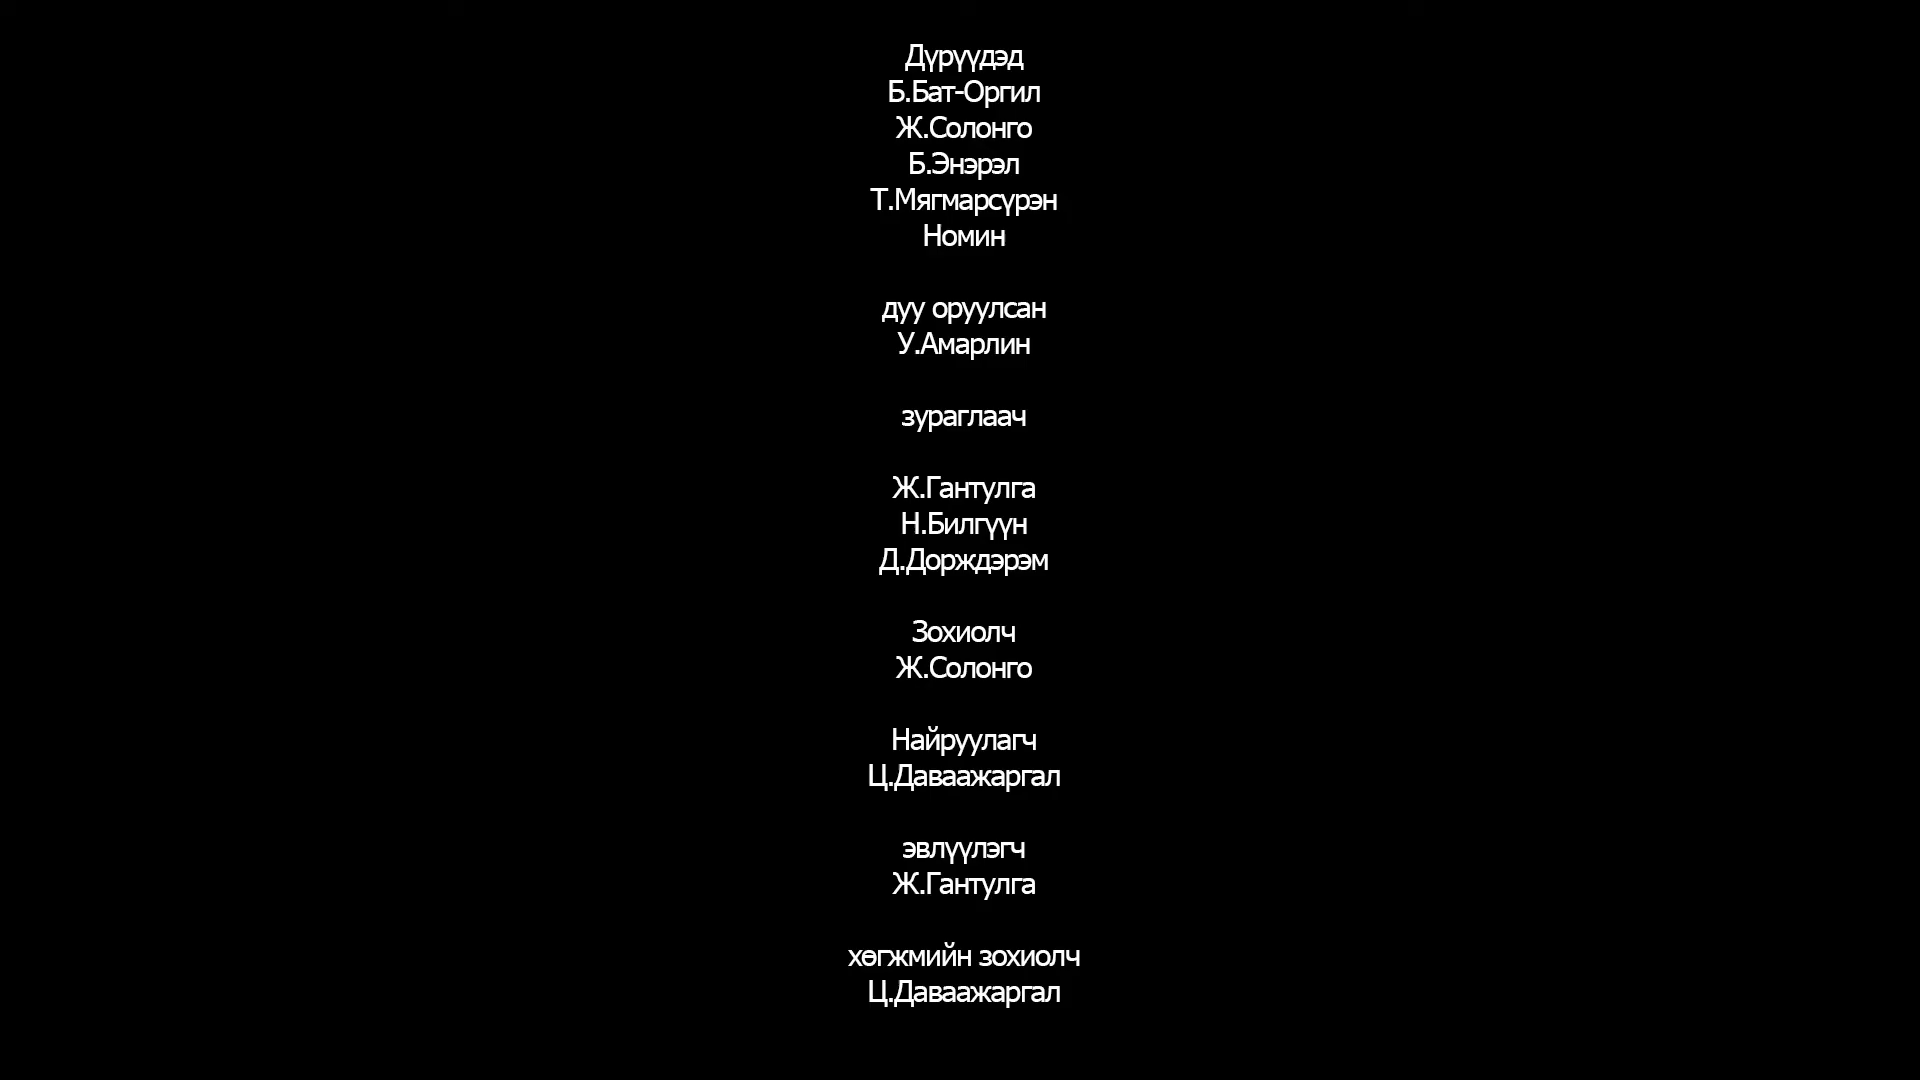 Дүрүүдэд
Б.Бат-Оргил
Ж.Солонго
Б.Энэрэл
Т.Мягмарсүрэн
Номин
дуу оруулсан
У.Амарлин
зураглаач
Ж.Гантулга
Н.Билгүүн
Д.Дорждэрэм
Зохиолч
Ж.Солонго
Найруулагч
Ц.Даваажаргал
эвлүүлэгч
Ж.Гантулга
хөгжмийн зохиолч
Ц.Даваажаргал